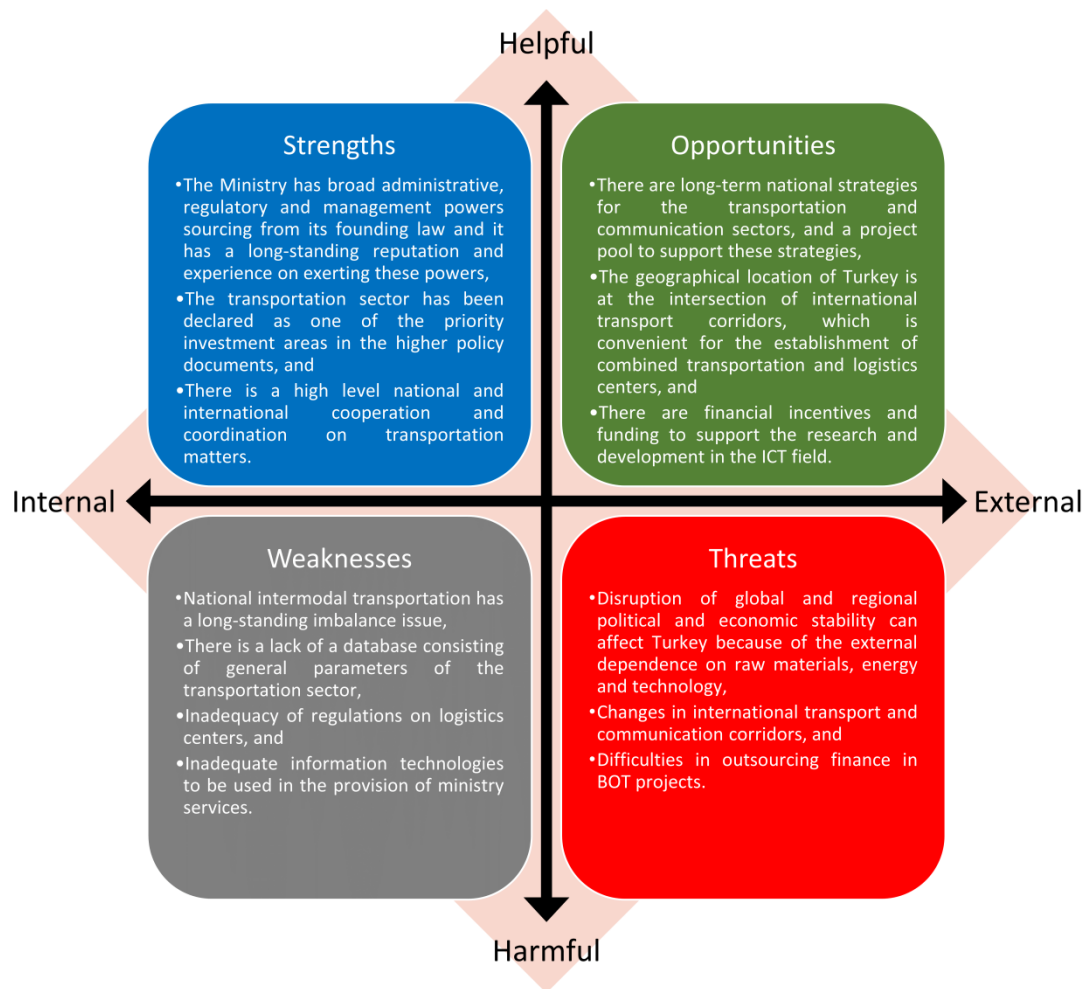 Helpful
Strengths
•The Ministry has broad administrative,
regulatory and management powers
sourcing from its founding law and it
has a long-standing reputation and
experience on exerting these powers,
•The transportation sector has been
declared as one of the priority
investment areas in the higher policy
documents, and
•There is a high level national and
international cooperation and
coordination on transportation
matters.
Opportunities
•There are long-term national strategies
for the transportation and
communication sectors, and a project
pool to support these strategies,
•The geographical location of Turkey is
at the intersection of international
transport corridors, which is
convenient for the establishment of
combined transportation and logistics
centers, and
•There are financial incentives and
funding to support the research and
development in the ICT field.
Internal
External
Weaknesses
•National intermodal transportation has
a long-standing imbalance issue,
•There is a lack of a database consisting
of general parameters of the
transportation sector,
•Inadequacy of regulations on logistics
centers, and
•Inadequate information technologies
to be used in the provision of ministry
services.
Threats
•Disruption of global and regional
political and economic stability can
affect Turkey because of the external
dependence on raw materials, energy
and technology,
•Changes in international transport and
communication corridors, and
•Difficulties in outsourcing finance in
BOT projects.
Harmful